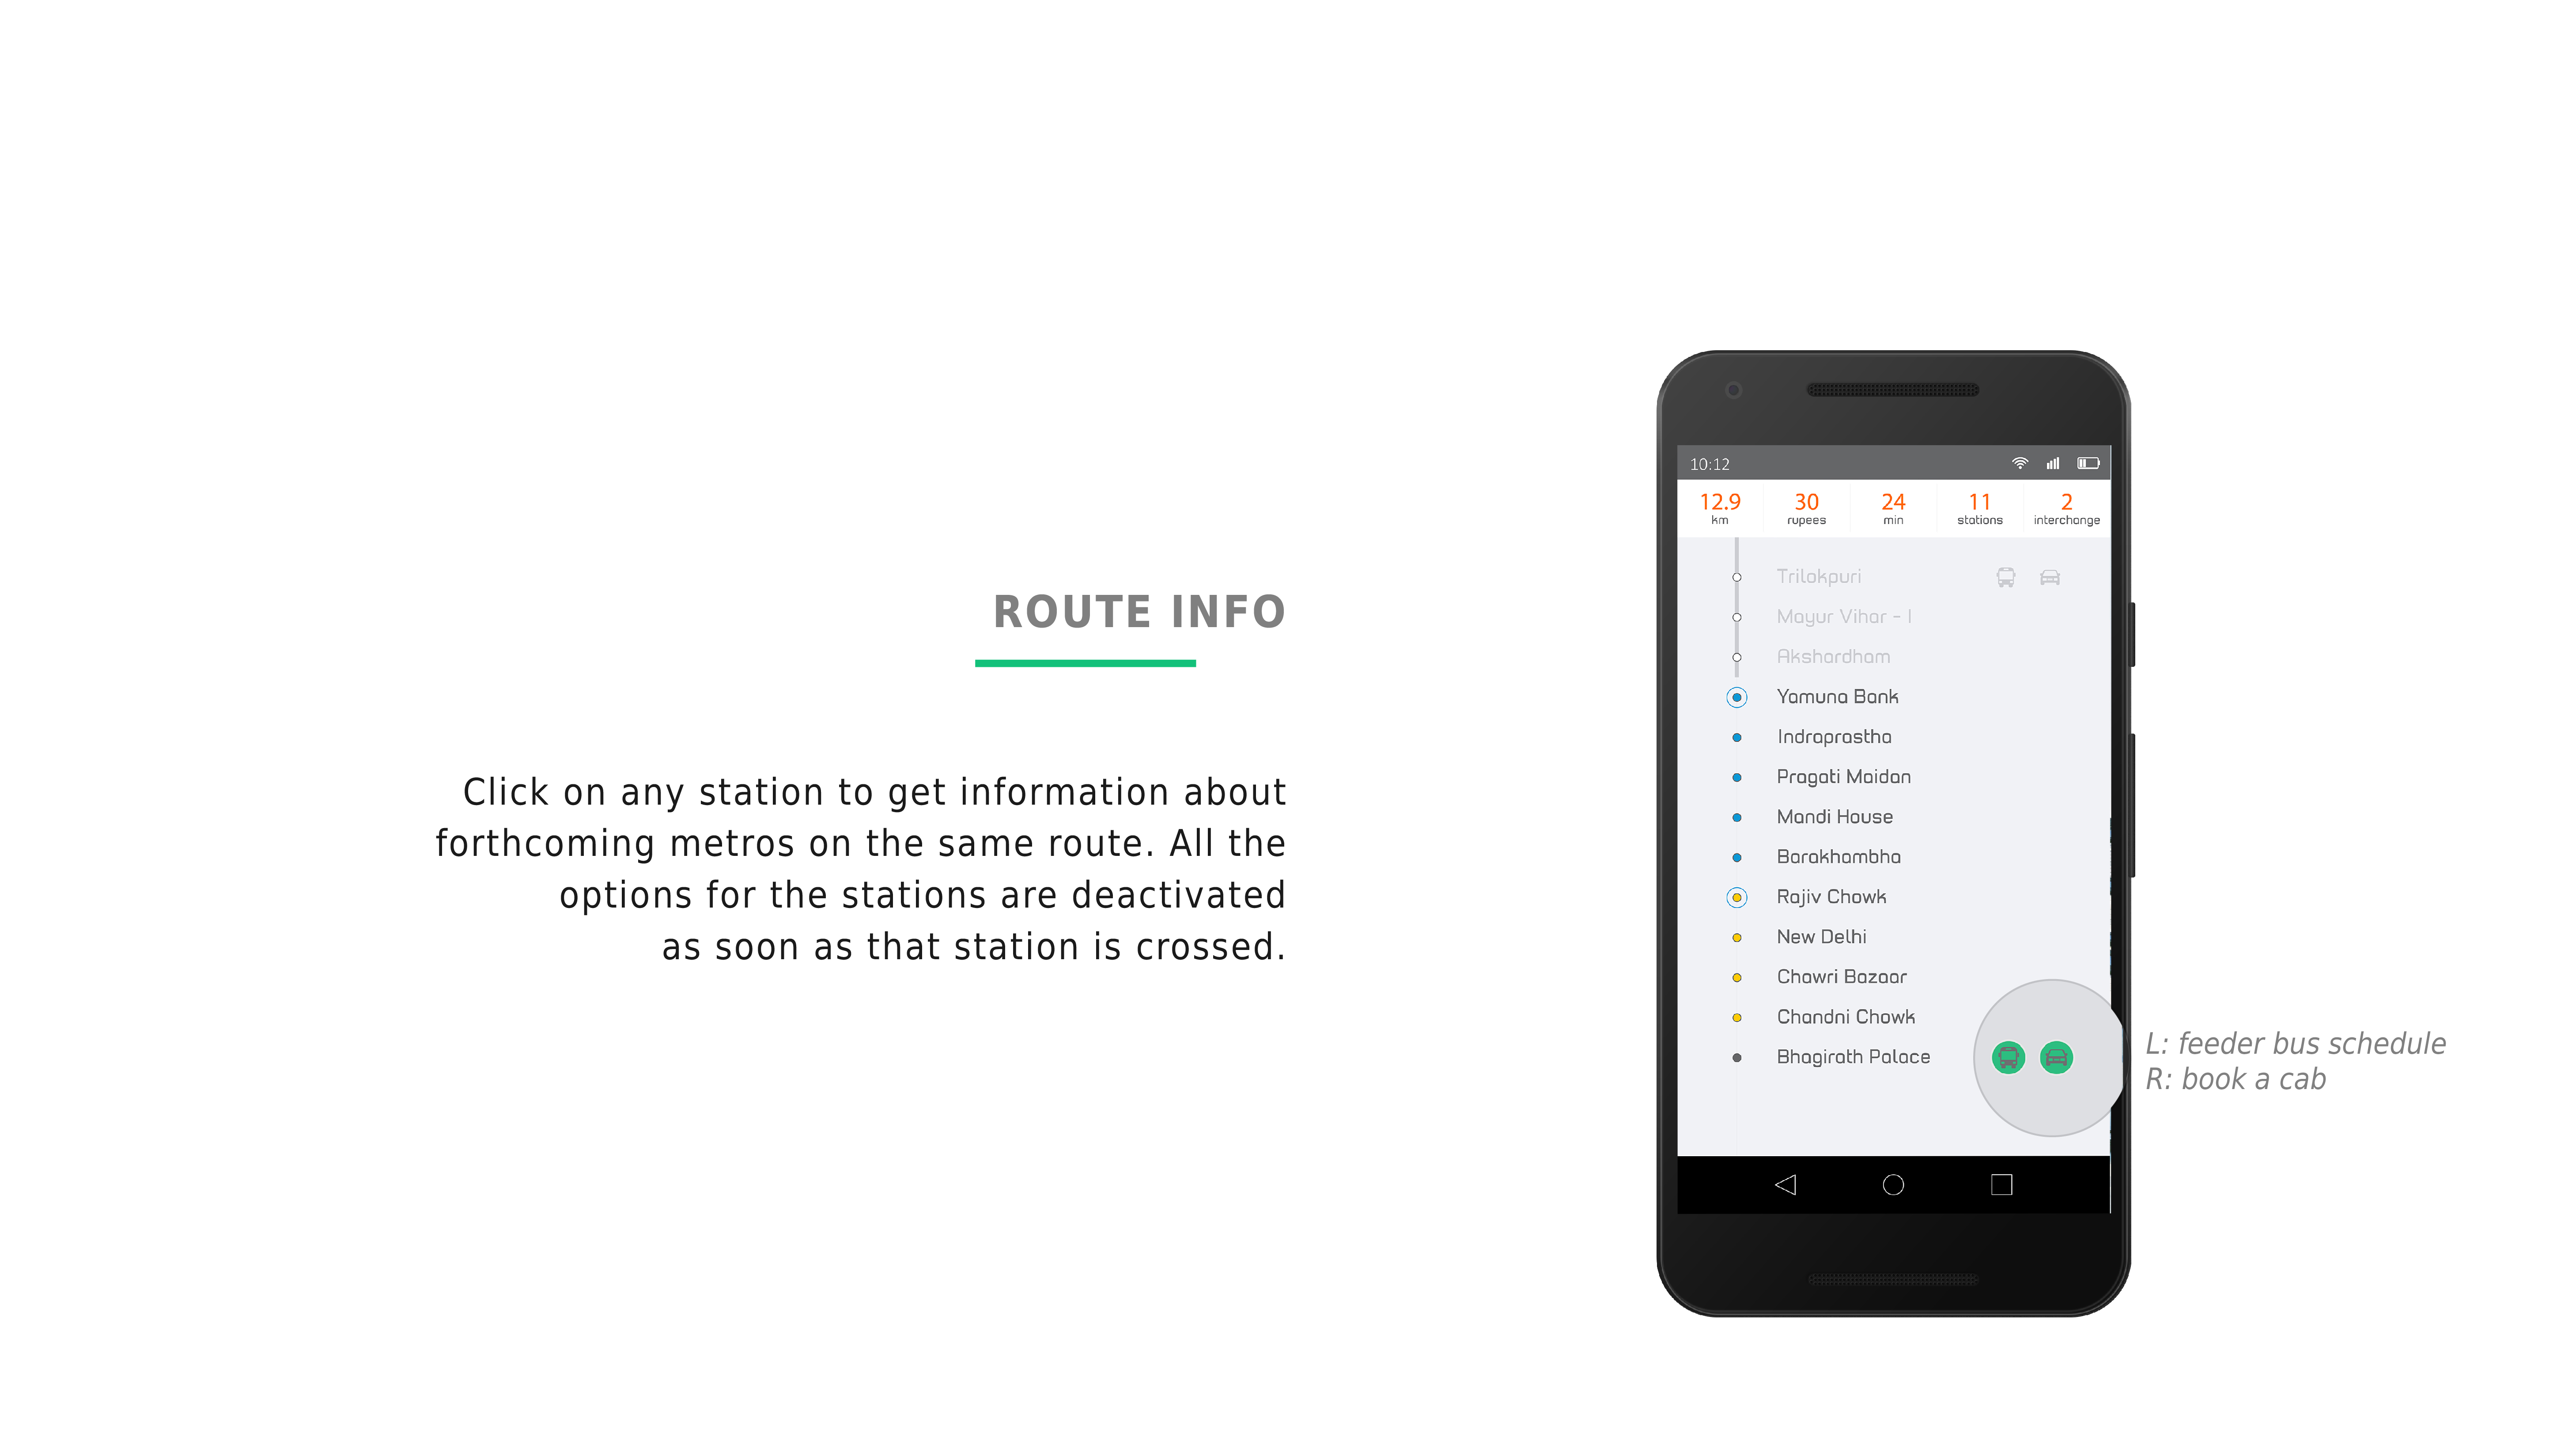 ROUTE INFO
Click on any station to get information about
forthcoming metros on the same route. All the
options for the stations are deactivated
as soon as that station is crossed.
10:12
12.9 30 24 11 2
km rupees min stations interchange
Trilokpuri
Mayur Vihar - I
Akshardham
Yamuna Bank
Indraprastha
Pragati Maidan
Mandi House
Barakhambha
Rajiv Chowk
New Delhi
Chawri Bazaar
Chandni Chowk
Bhagirath Palace
L: feeder bus schedule
R: book a cab